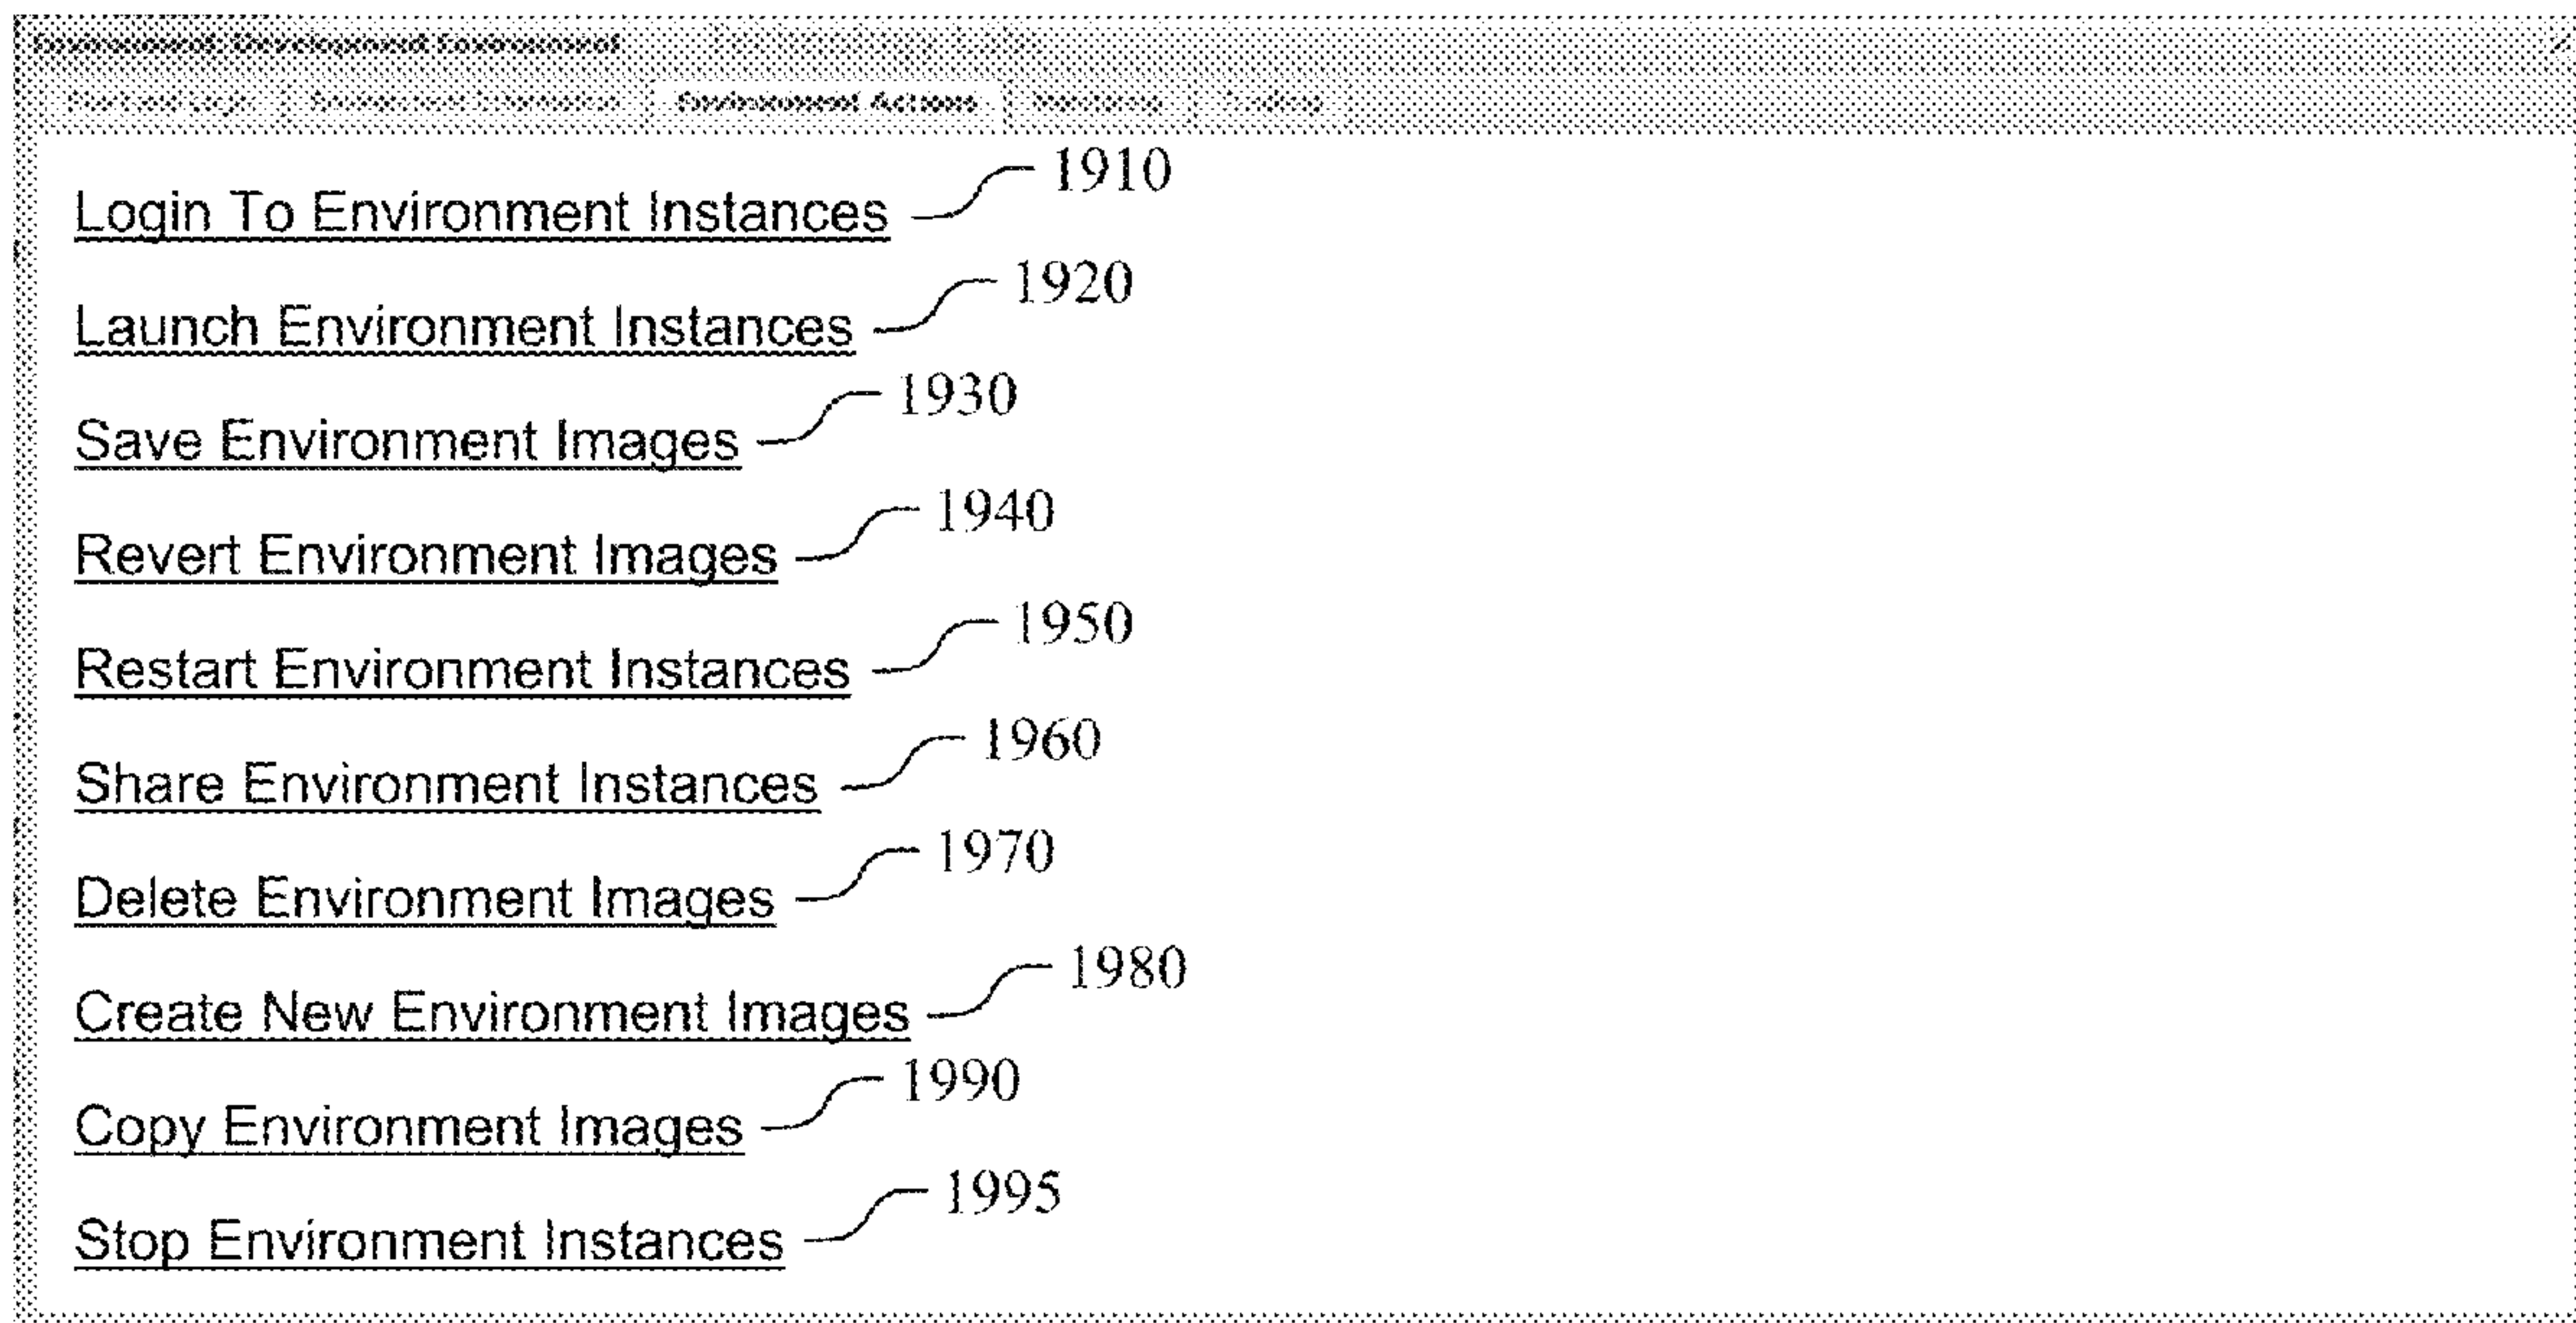 Environment Actions
Login To Environment Instances 1910
Launch Environment Instances 1920
Save Environment Images 1930
Revert Environment Images 1940
Restart Environment Instances 1950
Share Environment Instances 1960
Delete Environment Images 1970
Create New Environment Images 1980
Copy Environment Images 1990
Stop Environment Instances 1995